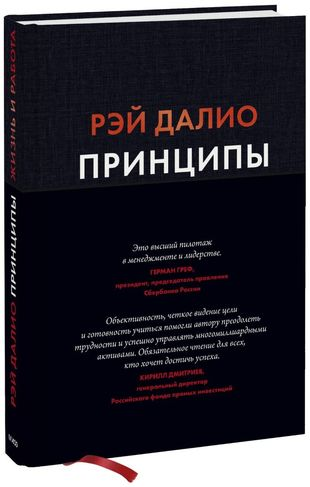 РЭЙ ДАЛИО
ПРИНЦИПЫ
Это высший пилотаж
в менеджменте и лидерстве.
ГЕРМАН ГРЕФ,
президент, председатель правления
Сбербанка России
Объективность, четкое видение цели
и готовность учиться помогли автору преодолеть
трудности и успешно управлять многомиллиардными
активами. Обязательное чтение для всех,
кто хочет достичь успеха.
КИРИЛЛ ДМИТРИЕВ,
генеральный директор
Российского фонда прямых инвестиций
РЭЙ ДАЛИО ПРИНЦИПЫ ЖИЗНЬ И РАБОТА